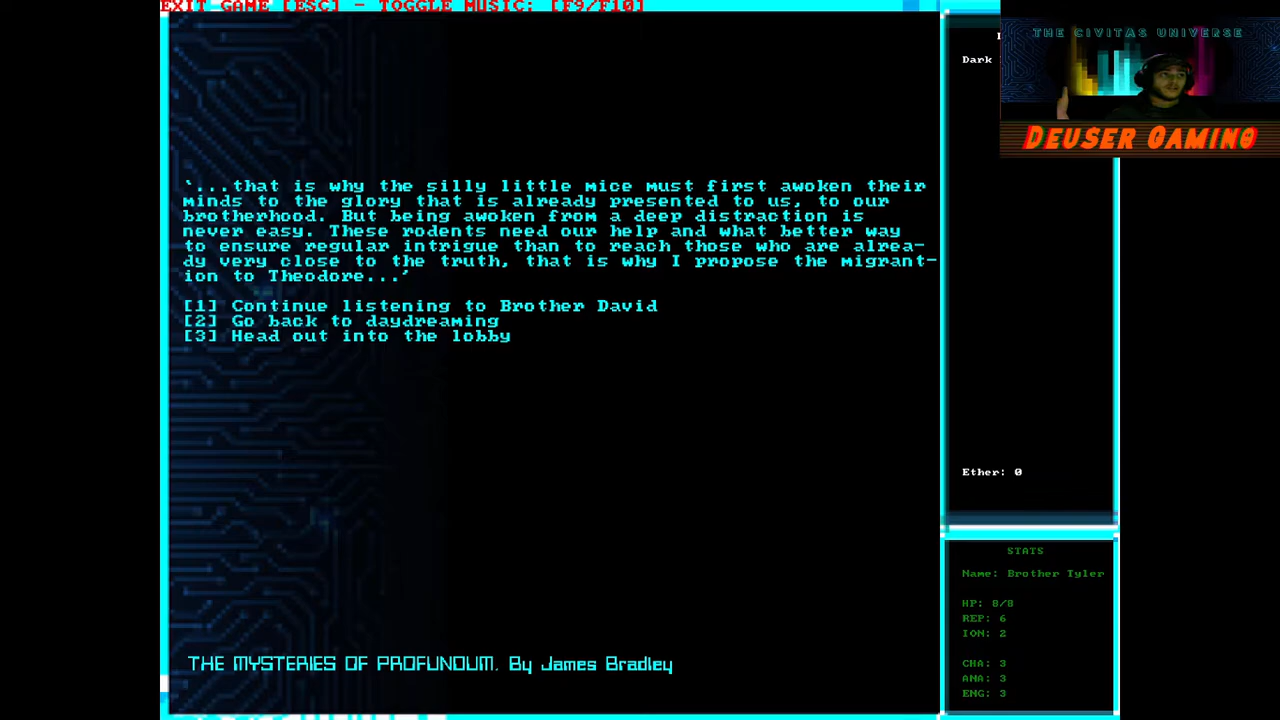 EXIT GAME [ESC] - TOGGLE MUSIC: [F9/F10]
THE CIVITAS UNIVERSE
Dark
DEUSER GAMING
`...that is why the silly little mice must first awoken their
minds to the glory that is already presented to us, to our
brotherhood. But being awoken from a deep distraction is
never easy. These rodents need our help and what better way
to ensure regular intrigue than to reach those who are alrea-
dy very close to the truth, that is why I propose the migrant-
ion to Theodore...'
[1] Continue listening to Brother David
[2] Go back to daydreaming
[3] Head out into the lobby
Ether: 0
STATS
Name: Brother Tyler
HP: 8/8
REP: 6
ION: 2
CHA: 3
ANA: 3
ENG: 3
THE MYSTERIES OF PROFUNDUM. By James Bradley